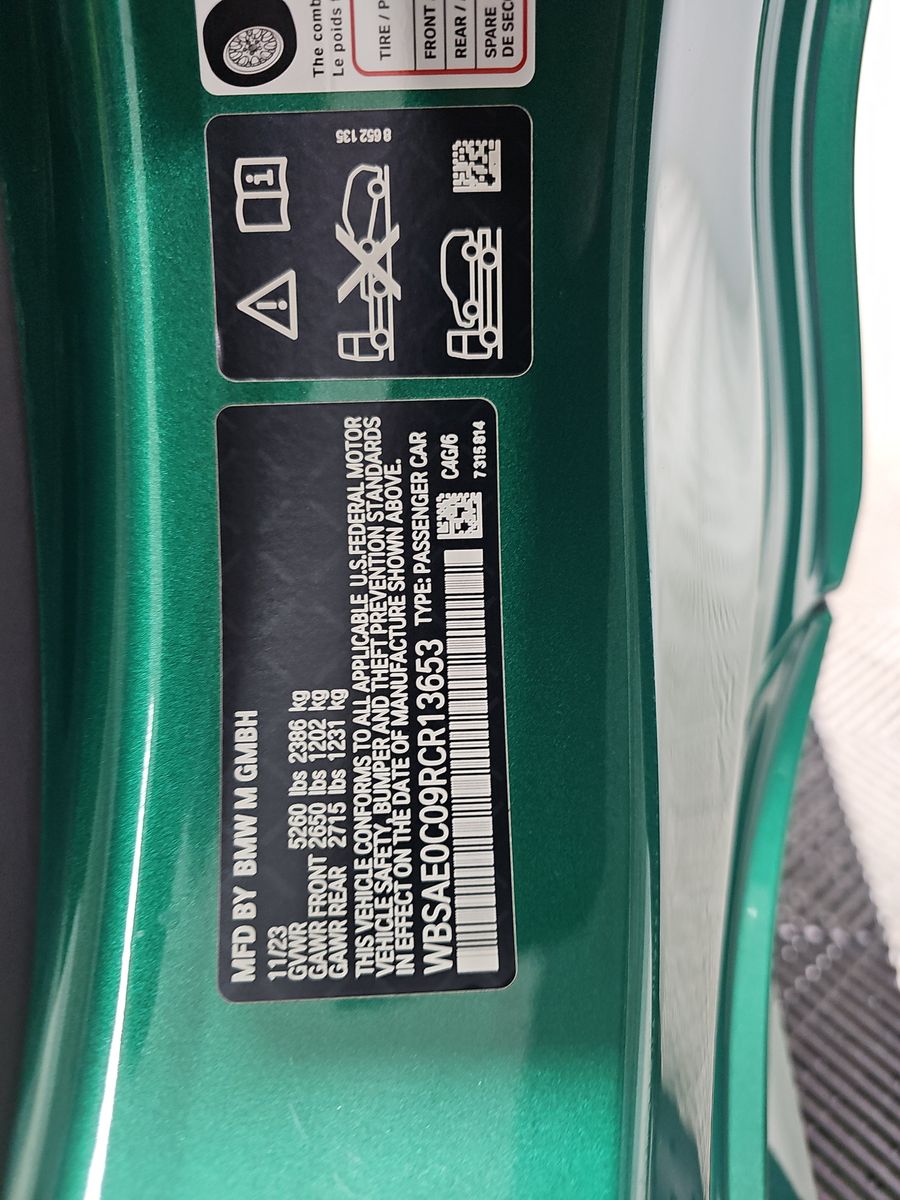 The comb
Le poids t
TIRE / P
FRONT
REAR /
SPARE
DE SEC
8 652 135
MFD BY BMW M GMBH
11/23
GVWR 5260 lbs 2386 kg
GAWR FRONT 2650 lbs 1202 kg
GAWR REAR 2715 lbs 1231 kg
THIS VEHICLE CONFORMS TO ALL APPLICABLE U.S.FEDERAL MOTOR
VEHICLE SAFETY, BUMPER AND THEFT PREVENTION STANDARDS
IN EFFECT ON THE DATE OF MANUFACTURE SHOWN ABOVE.
WBSAE0C09RCR13653 TYPE: PASSENGER CAR
C4G/6
7 315 814